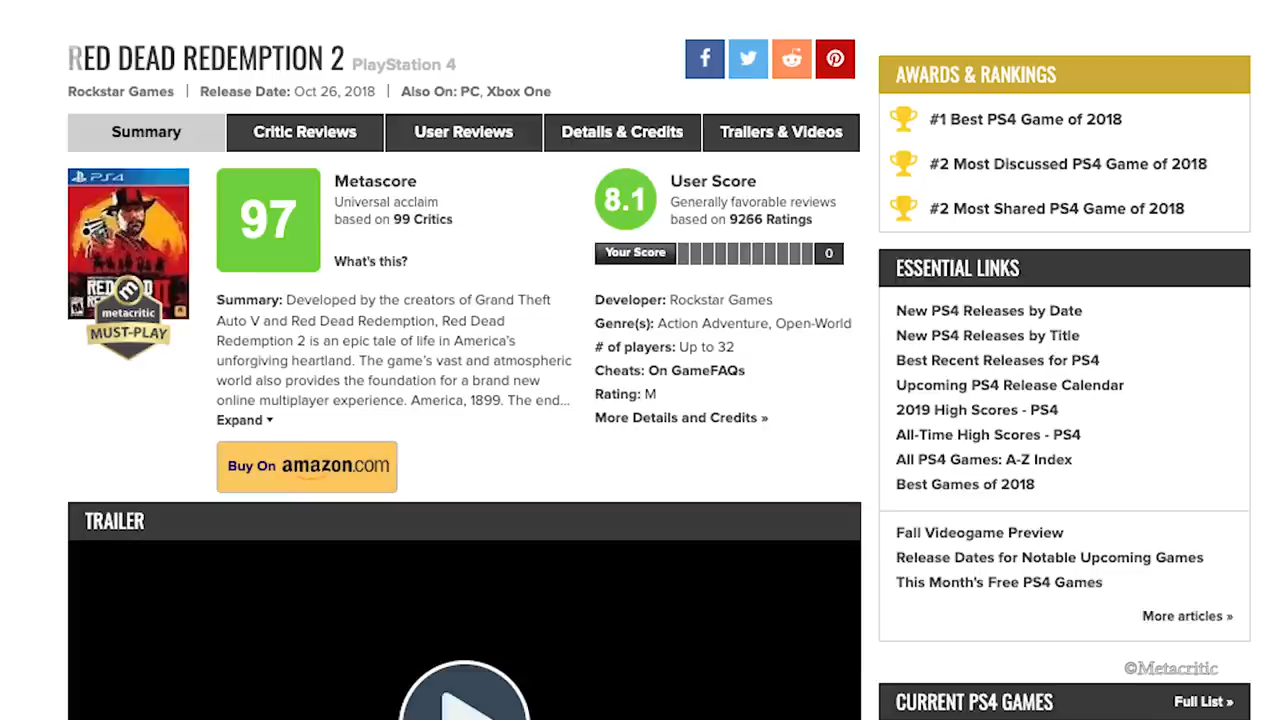 RED DEAD REDEMPTION 2 PlayStation 4
Rockstar Games | Release Date: Oct 26, 2018 | Also On: PC, Xbox One
Summary
Critic Reviews
User Reviews
Details & Credits
Trailers & Videos
PS4
metacritic
MUST-PLAY
97
Metascore
Universal acclaim
based on 99 Critics
What's this?
8.1
User Score
Generally favorable reviews
based on 9266 Ratings
Your Score
0
Summary: Developed by the creators of Grand Theft
Auto V and Red Dead Redemption, Red Dead
Redemption 2 is an epic tale of life in America's
unforgiving heartland. The game's vast and atmospheric
world also provides the foundation for a brand new
online multiplayer experience. America, 1899. The end...
Expand
Buy On amazon.com
Developer: Rockstar Games
Genre(s): Action Adventure, Open-World
# of players: Up to 32
Cheats: On GameFAQs
Rating: M
More Details and Credits »
TRAILER
AWARDS & RANKINGS
#1 Best PS4 Game of 2018
#2 Most Discussed PS4 Game of 2018
#2 Most Shared PS4 Game of 2018
ESSENTIAL LINKS
New PS4 Releases by Date
New PS4 Releases by Title
Best Recent Releases for PS4
Upcoming PS4 Release Calendar
2019 High Scores - PS4
All-Time High Scores - PS4
All PS4 Games: A-Z Index
Best Games of 2018
Fall Videogame Preview
Release Dates for Notable Upcoming Games
This Month's Free PS4 Games
More articles »
©Metacritic
CURRENT PS4 GAMES
Full List »